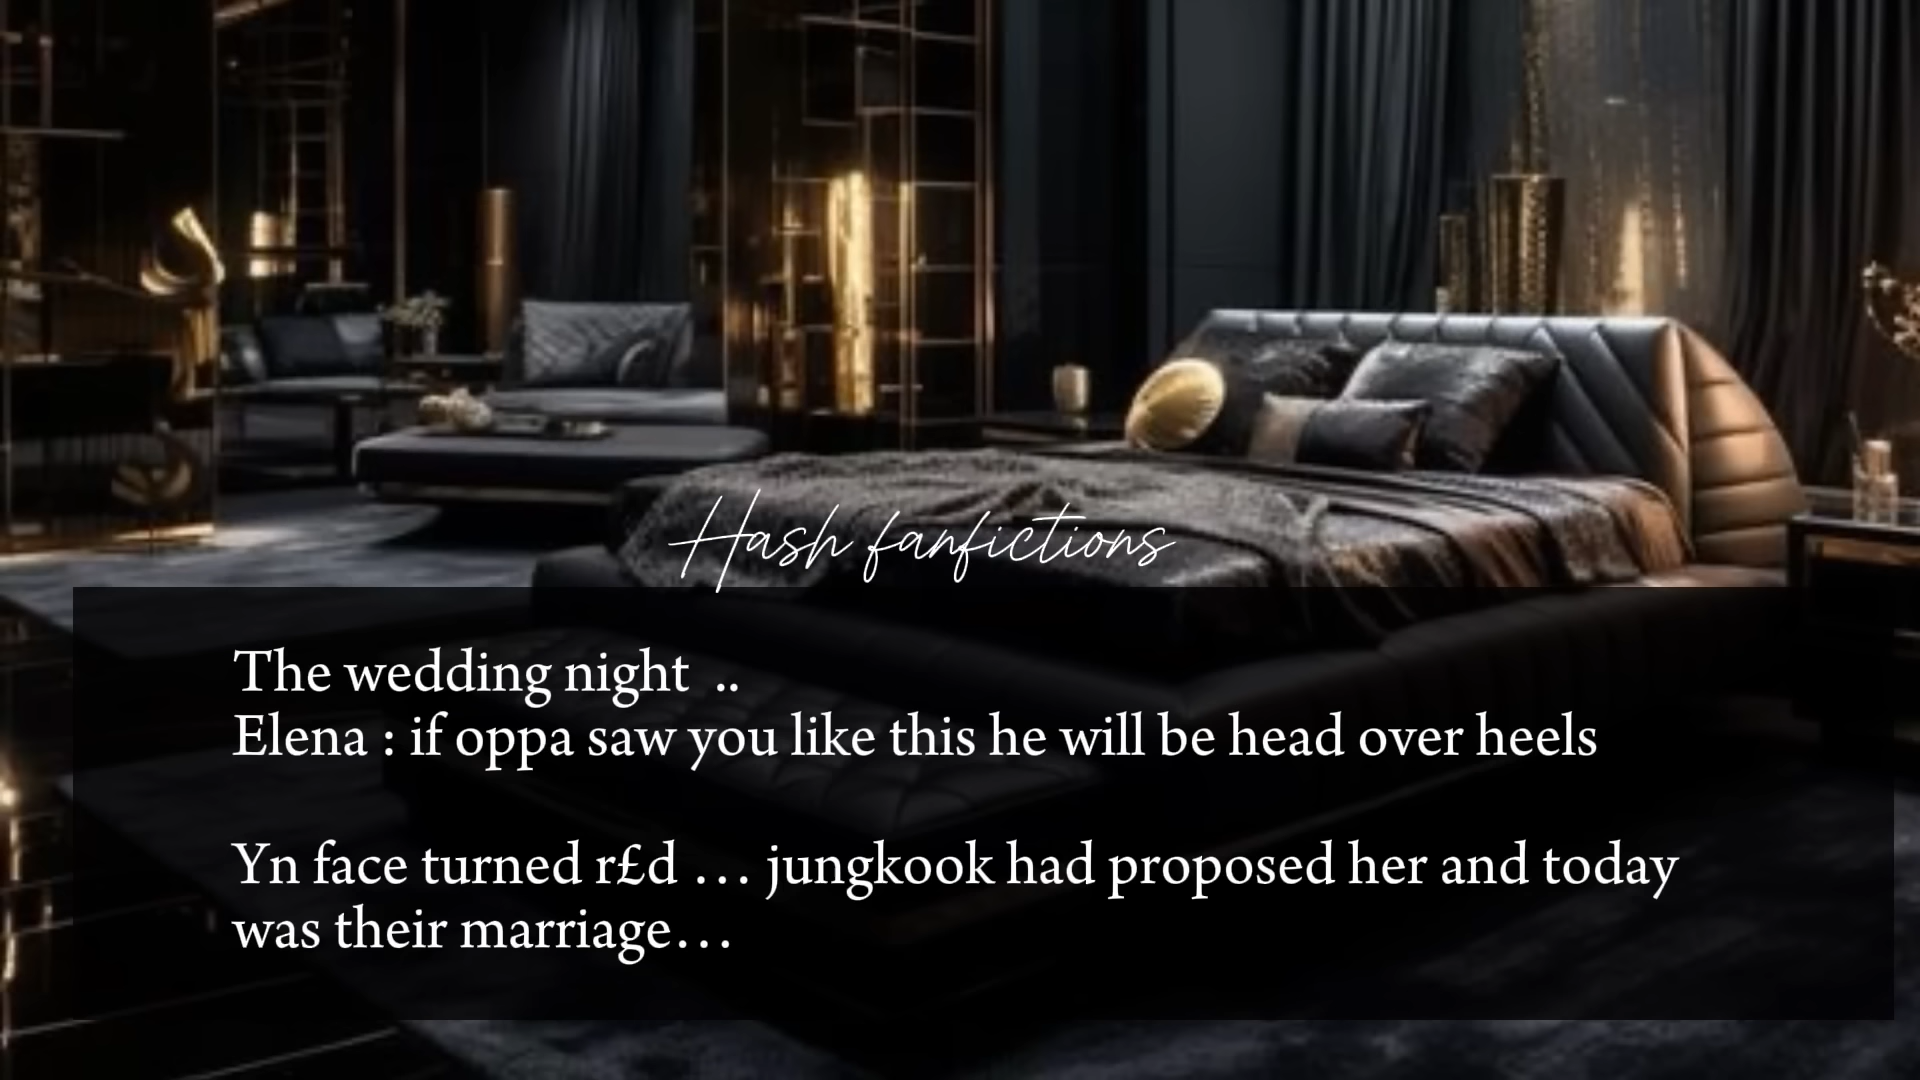 Hash fanfictions
The wedding night  ..
Elena : if oppa saw you like this he will be head over heels
Yn face turned r£d … jungkook had proposed her and today
was their marriage…